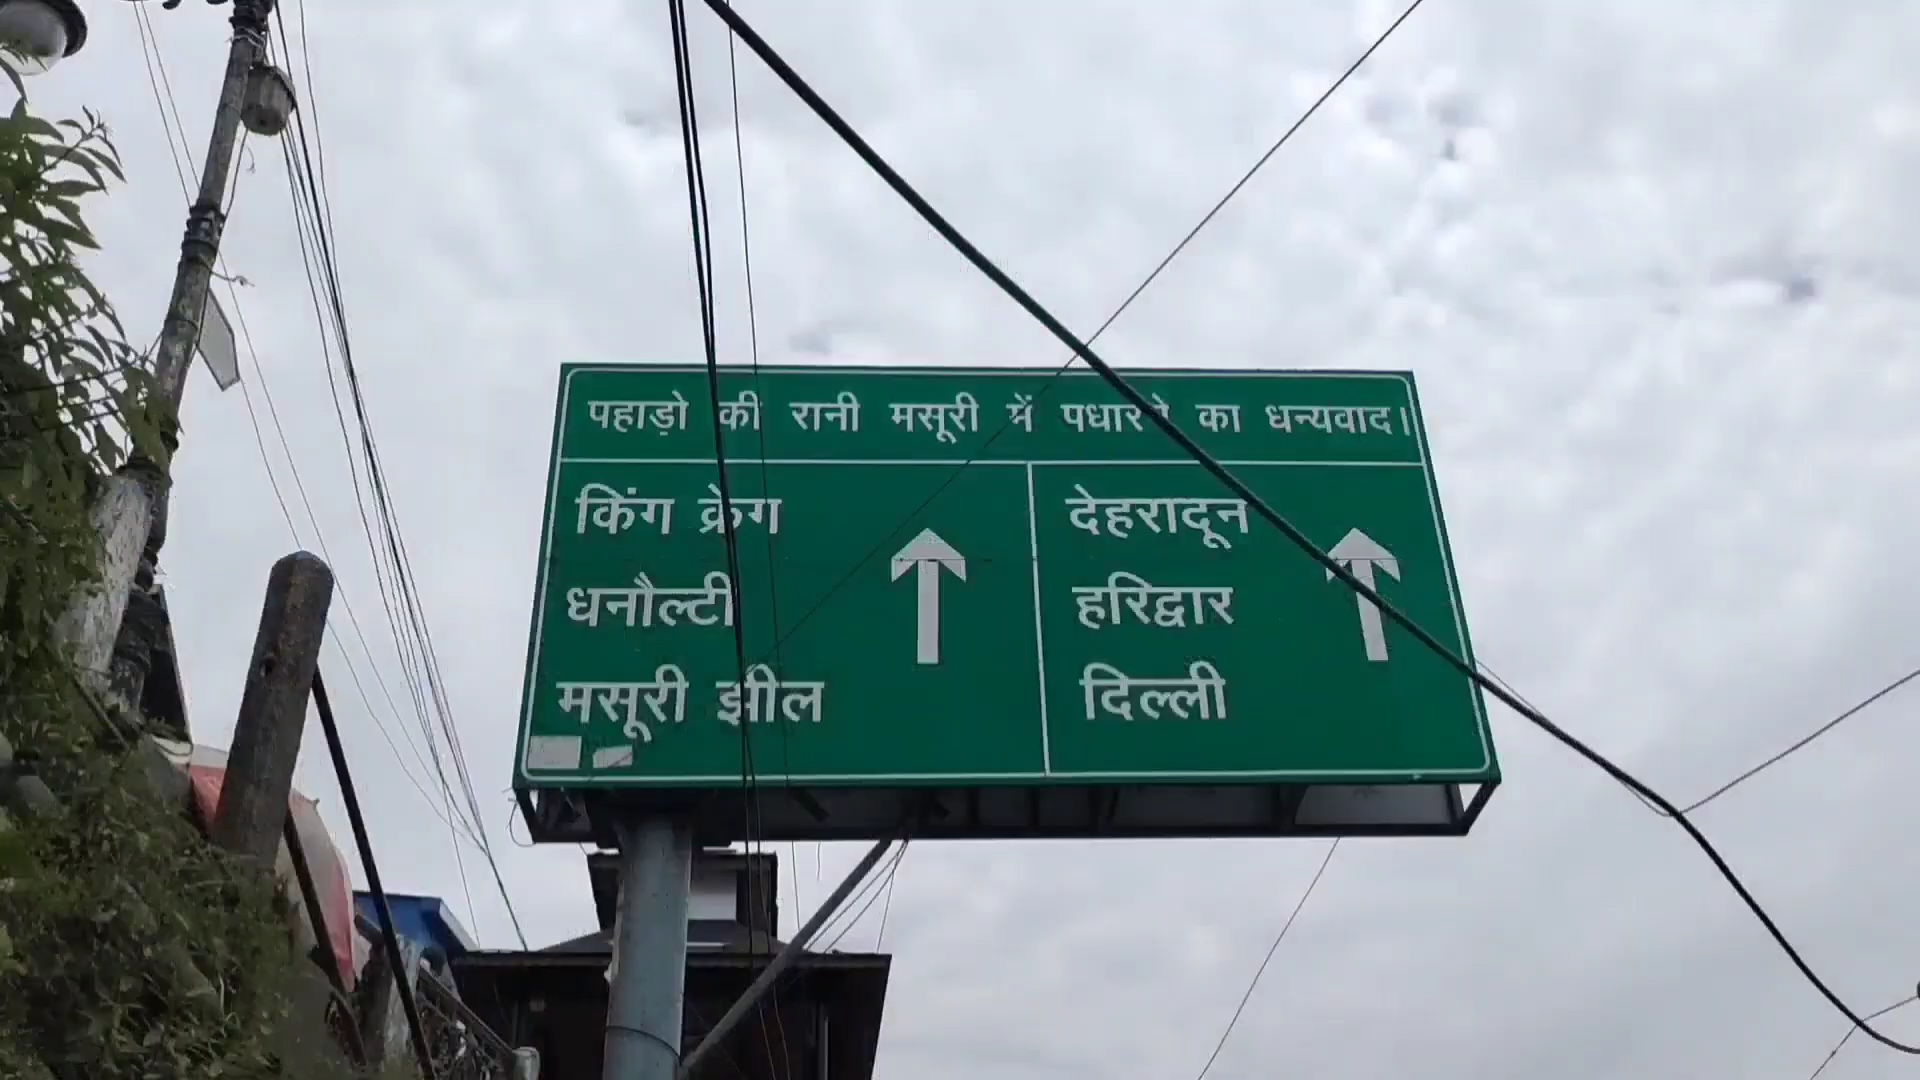 पहाड़ो की रानी मसूरी में पधारने का धन्यवाद।
किंग क्रेग
धनौल्टी
मसूरी झील
देहरादून
हरिद्वार
दिल्ली